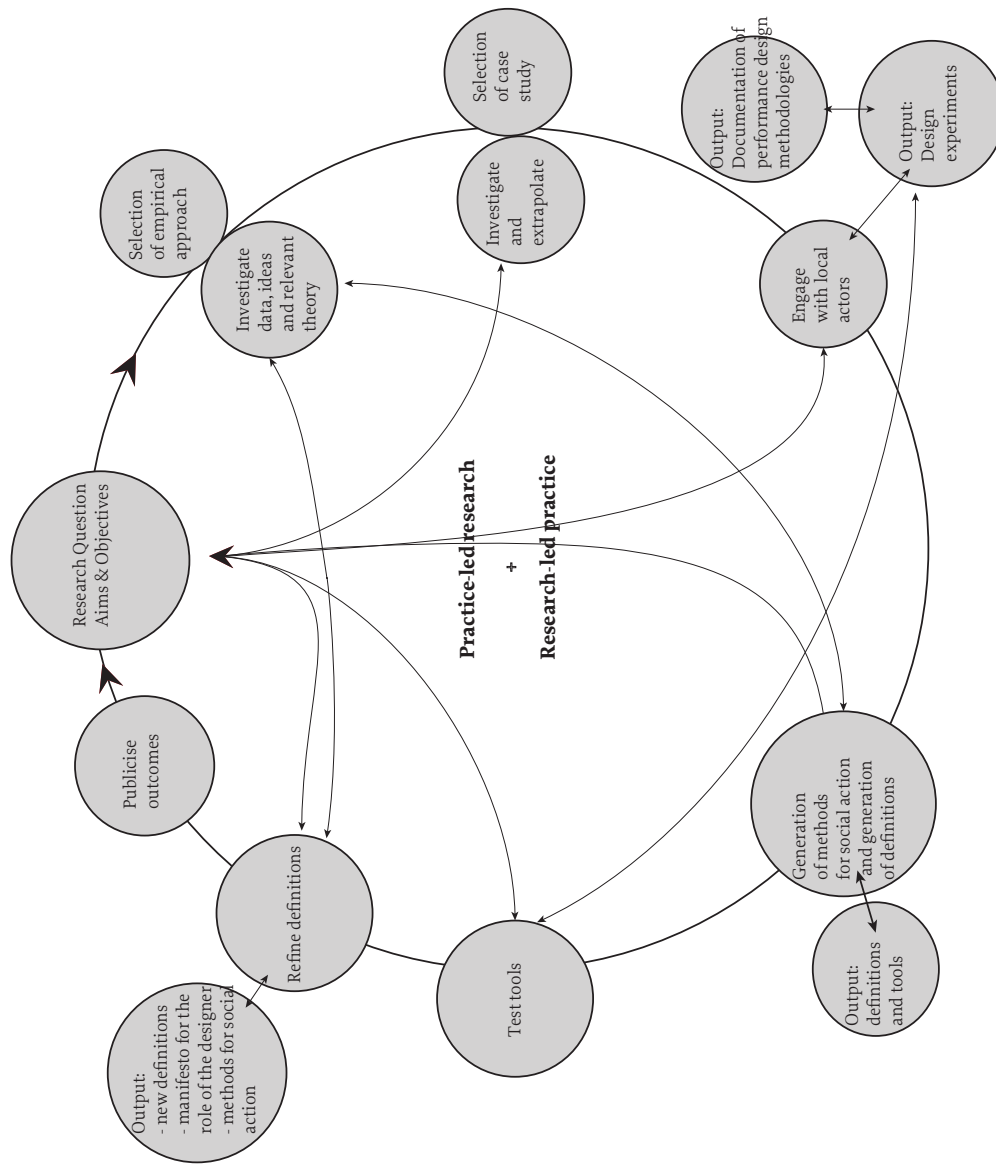 Research Question
Aims & Objectives
Selection
of empirical
approach
Investigate
data, ideas
and relevant
theory
Selection
of case
study
Investigate
and
extrapolate
Engage
with local
actors
Output:
Documentation of
performance design
methodologies
Output:
Design
experiments
Generation
of methods
for social action
and generation
of definitions
Output:
definitions
and tools
Test tools
Refine definitions
Output:
- new definitions
- manifesto for the
role of the designer
- methods for social
action
Publicise
outcomes
Practice-led research
+
Research-led practice